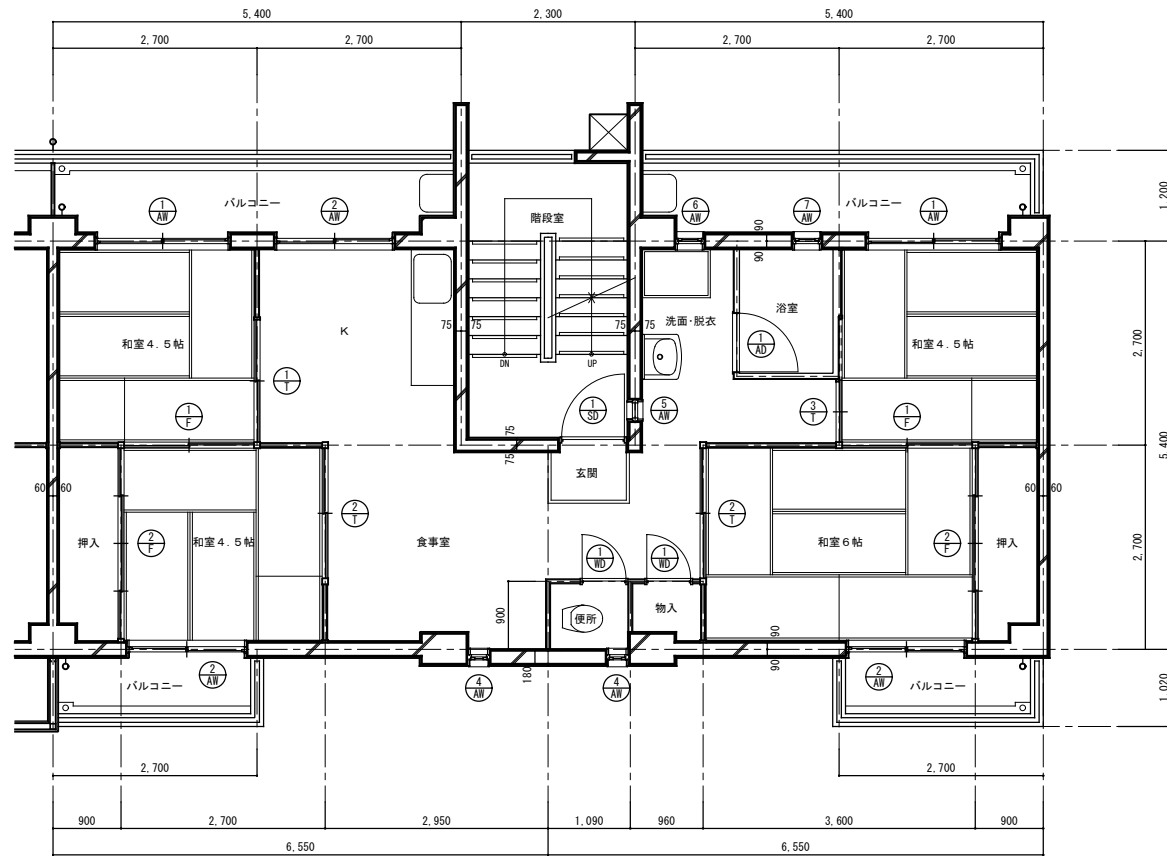 5,400
2,300
5,400
2,700
2,700
2,700
2,700
バルコニー
1
AW
2
AW
階段室
6
AW
7
AW
バルコニー
1
AW
1,200
90
90
和室4.5帖
K
75
75
75
75
DN
UP
洗面・脱衣
浴室
1
AD
和室4.5帖
2,700
1
T
1
F
1
SD
5
AW
3
T
1
F
75
75
玄関
5,400
60
60
押入
2
F
和室4.5帖
2
T
食事室
1
WD
1
WD
2
T
和室6帖
2
F
押入
60
60
2,700
900
便所
物入
90
90
180
バルコニー
2
AW
4
AW
4
AW
2
AW
バルコニー
1,020
2,700
2,700
900
2,700
2,950
1,090
960
3,600
900
6,550
6,550